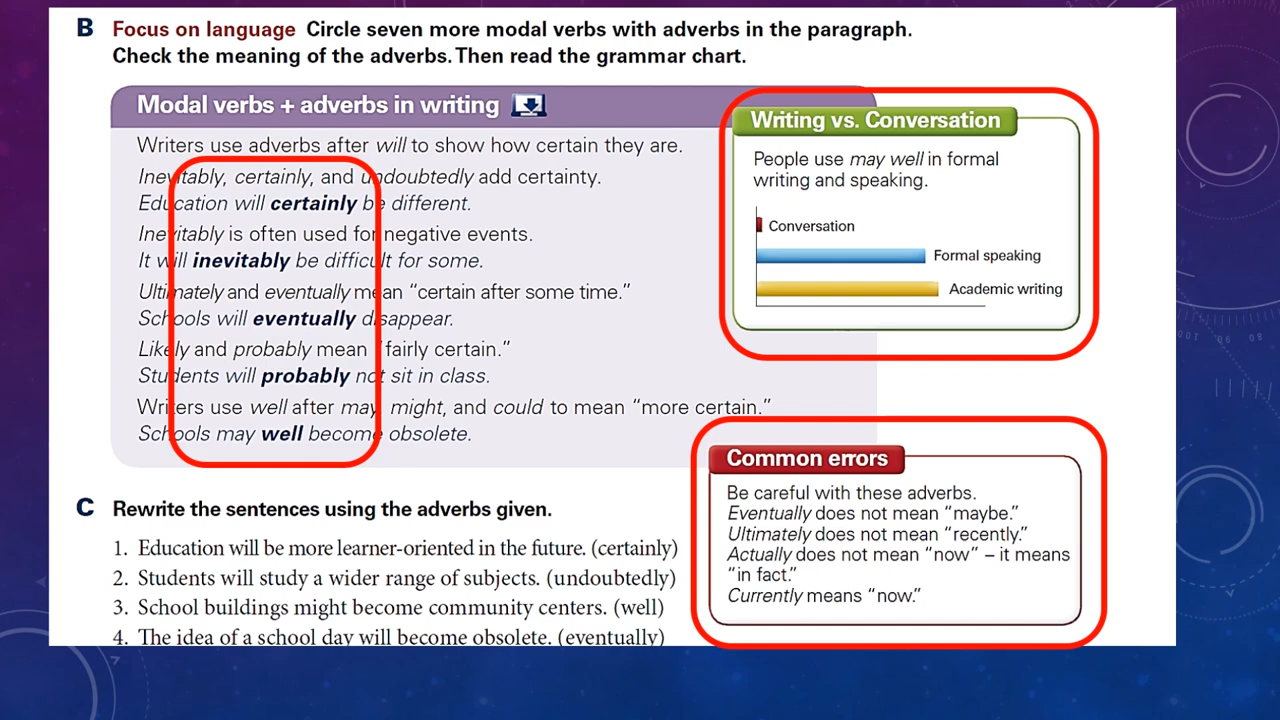 B Focus on language Circle seven more modal verbs with adverbs in the paragraph.
Check the meaning of the adverbs. Then read the grammar chart.
Modal verbs + adverbs in writing
Writers use adverbs after will to show how certain they are.
Inevitably, certainly, and undoubtedly add certainty.
Education will certainly be different.
Inevitably is often used for negative events.
It will inevitably be difficult for some.
Ultimately and eventually mean “certain after some time.”
Schools will eventually disappear.
Likely and probably mean “fairly certain.”
Students will probably not sit in class.
Writers use well after may, might, and could to mean “more certain.”
Schools may well become obsolete.
Writing vs. Conversation
People use may well in formal
writing and speaking.
Conversation
Formal speaking
Academic writing
Common errors
Be careful with these adverbs.
Eventually does not mean “maybe.”
Ultimately does not mean “recently.”
Actually does not mean “now” – it means
“in fact.”
Currently means “now.”
C Rewrite the sentences using the adverbs given.
1. Education will be more learner-oriented in the future. (certainly)
2. Students will study a wider range of subjects. (undoubtedly)
3. School buildings might become community centers. (well)
4. The idea of a school day will become obsolete. (eventually)